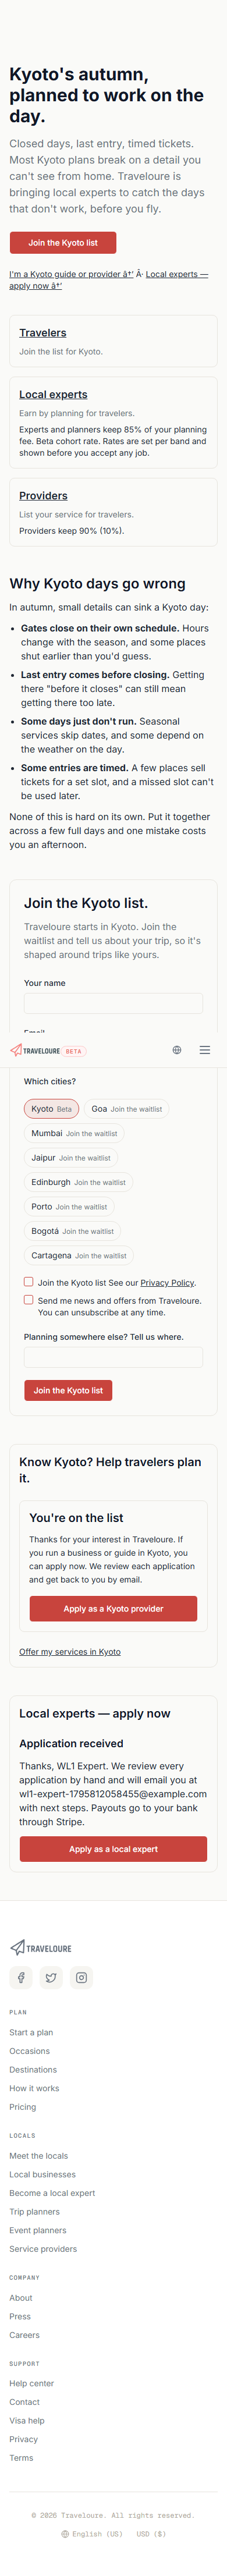 Kyoto's autumn,
planned to work on the
day.
Closed days, last entry, timed tickets.
Most Kyoto plans break on a detail you
can't see from home. Traveloure is
bringing local experts to catch the days
that don't work, before you fly.
Join the Kyoto list
I'm a Kyoto guide or provider â†' Â· Local experts —
apply now â†'
Travelers
Join the list for Kyoto.
Local experts
Earn by planning for travelers.
Experts and planners keep 85% of your planning
fee. Beta cohort rate. Rates are set per band and
shown before you accept any job.
Providers
List your service for travelers.
Providers keep 90% (10%).
Why Kyoto days go wrong
In autumn, small details can sink a Kyoto day:
• Gates close on their own schedule. Hours
change with the season, and some places
shut earlier than you'd guess.
• Last entry comes before closing. Getting
there "before it closes" can still mean
getting there too late.
• Some days just don't run. Seasonal
services skip dates, and some depend on
the weather on the day.
• Some entries are timed. A few places sell
tickets for a set slot, and a missed slot can't
be used later.
None of this is hard on its own. Put it together
across a few full days and one mistake costs
you an afternoon.
Join the Kyoto list.
Traveloure starts in Kyoto. Join the
waitlist and tell us about your trip, so it's
shaped around trips like yours.
Your name
Email
TRAVELOURE BETA
Which cities?
Kyoto Beta
Goa Join the waitlist
Mumbai Join the waitlist
Jaipur Join the waitlist
Edinburgh Join the waitlist
Porto Join the waitlist
Bogotá Join the waitlist
Cartagena Join the waitlist
Join the Kyoto list See our Privacy Policy.
Send me news and offers from Traveloure.
You can unsubscribe at any time.
Planning somewhere else? Tell us where.
Join the Kyoto list
Know Kyoto? Help travelers plan
it.
You're on the list
Thanks for your interest in Traveloure. If
you run a business or guide in Kyoto, you
can apply now. We review each application
and get back to you by email.
Apply as a Kyoto provider
Offer my services in Kyoto
Local experts — apply now
Application received
Thanks, WL1 Expert. We review every
application by hand and will email you at
wl1-expert-1795812058455@example.com
with next steps. Payouts go to your bank
through Stripe.
Apply as a local expert
TRAVELOURE
PLAN
Start a plan
Occasions
Destinations
How it works
Pricing
LOCALS
Meet the locals
Local businesses
Become a local expert
Trip planners
Event planners
Service providers
COMPANY
About
Press
Careers
SUPPORT
Help center
Contact
Visa help
Privacy
Terms
© 2026 Traveloure. All rights reserved.
English (US) USD ($)